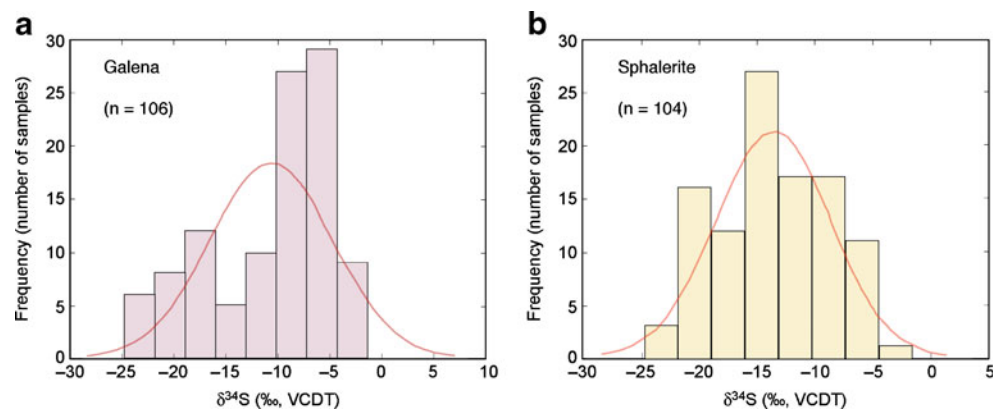 a
Frequency (number of samples)
30
25
20
15
10
5
0
Galena
(n = 106)
−30 −25 −20 −15 −10 −5 0 5 10
δ³⁴S (‰, VCDT)
b
Frequency (number of samples)
30
25
20
15
10
5
0
Sphalerite
(n = 104)
−30 −25 −20 −15 −10 −5 0 5
δ³⁴S (‰, VCDT)